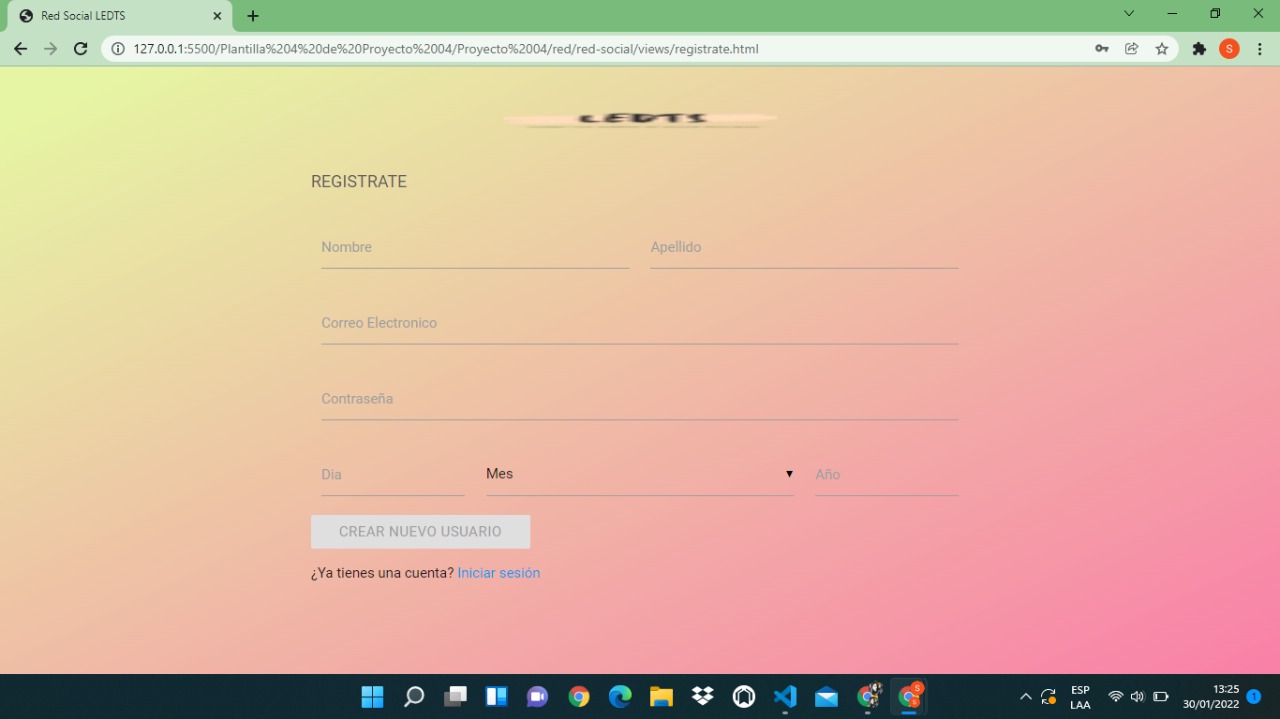 Red Social LEDTS
127.0.0.1:5500/Plantilla%204%20de%20Proyecto%2004/Proyecto%2004/red/red-social/views/registrate.html
S
LEDTS
REGISTRATE
Nombre Apellido
Correo Electronico
Contraseña
Dia Mes Año
CREAR NUEVO USUARIO
¿Ya tienes una cuenta? Iniciar sesión
ESP 13:25
LAA 30/01/2022 1